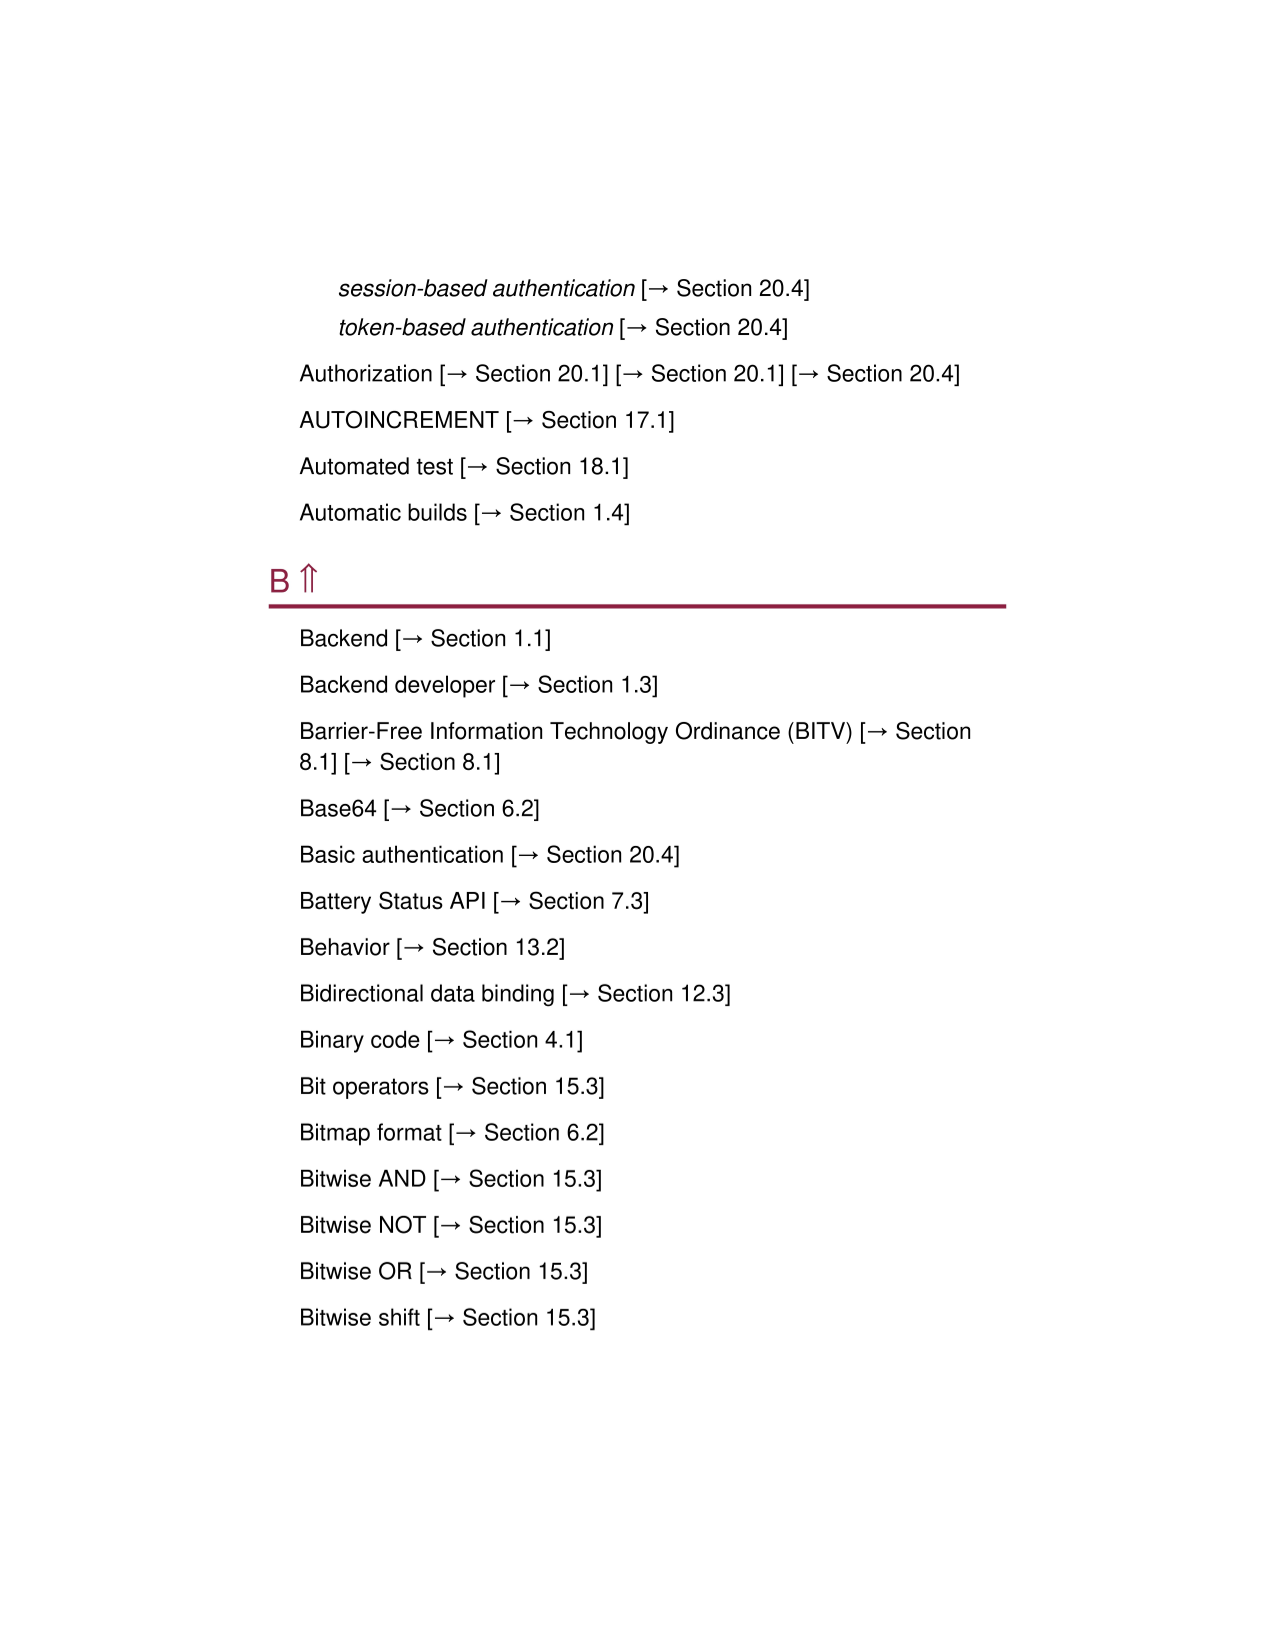 session-based authentication [→ Section 20.4]
token-based authentication [→ Section 20.4]
Authorization [→ Section 20.1] [→ Section 20.1] [→ Section 20.4]
AUTOINCREMENT [→ Section 17.1]
Automated test [→ Section 18.1]
Automatic builds [→ Section 1.4]
B ⇑
Backend [→ Section 1.1]
Backend developer [→ Section 1.3]
Barrier-Free Information Technology Ordinance (BITV) [→ Section
8.1] [→ Section 8.1]
Base64 [→ Section 6.2]
Basic authentication [→ Section 20.4]
Battery Status API [→ Section 7.3]
Behavior [→ Section 13.2]
Bidirectional data binding [→ Section 12.3]
Binary code [→ Section 4.1]
Bit operators [→ Section 15.3]
Bitmap format [→ Section 6.2]
Bitwise AND [→ Section 15.3]
Bitwise NOT [→ Section 15.3]
Bitwise OR [→ Section 15.3]
Bitwise shift [→ Section 15.3]